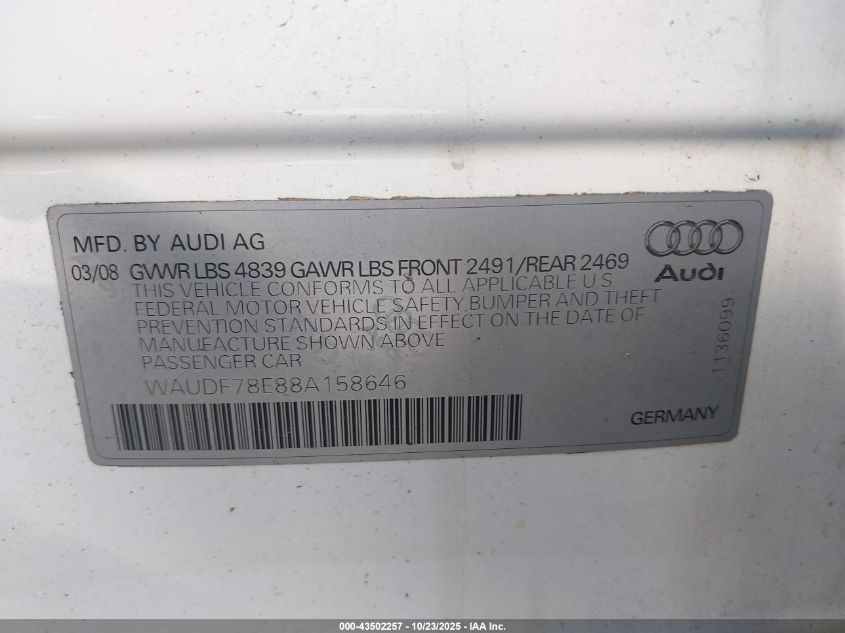 MFD. BY AUDI AG
03/08 GVWR LBS 4839 GAWR LBS FRONT 2491/REAR 2469
THIS VEHICLE CONFORMS TO ALL APPLICABLE U S
FEDERAL MOTOR VEHICLE SAFETY, BUMPER AND THEFT
PREVENTION STANDARDS IN EFFECT ON THE DATE OF
MANUFACTURE SHOWN ABOVE
PASSENGER CAR
WAUDF78E88A158646
Audi
1136099
GERMANY
000-43502257 - 10/23/2025 - IAA Inc.